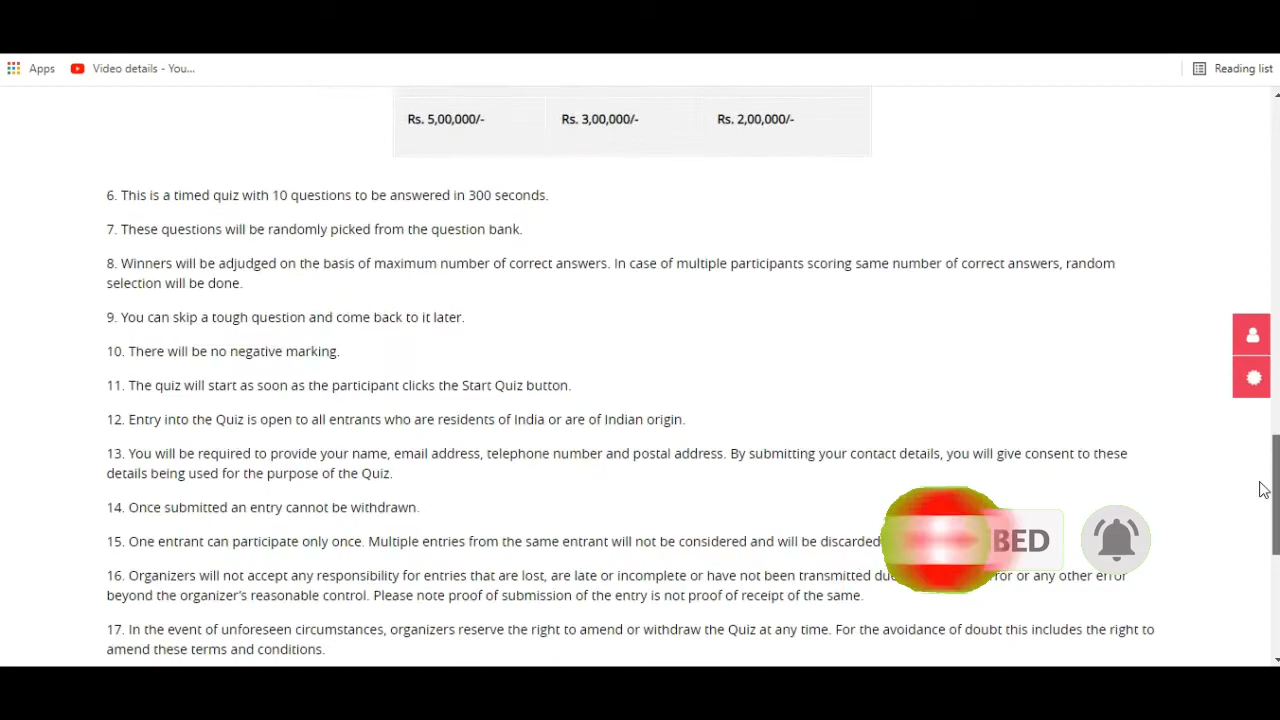 Apps Video details - You... Reading list
Rs. 5,00,000/- Rs. 3,00,000/- Rs. 2,00,000/-
6. This is a timed quiz with 10 questions to be answered in 300 seconds.
7. These questions will be randomly picked from the question bank.
8. Winners will be adjudged on the basis of maximum number of correct answers. In case of multiple participants scoring same number of correct answers, random
selection will be done.
9. You can skip a tough question and come back to it later.
10. There will be no negative marking.
11. The quiz will start as soon as the participant clicks the Start Quiz button.
12. Entry into the Quiz is open to all entrants who are residents of India or are of Indian origin.
13. You will be required to provide your name, email address, telephone number and postal address. By submitting your contact details, you will give consent to these
details being used for the purpose of the Quiz.
14. Once submitted an entry cannot be withdrawn.
15. One entrant can participate only once. Multiple entries from the same entrant will not be considered and will be discarded
BED
16. Organizers will not accept any responsibility for entries that are lost, are late or incomplete or have not been transmitted or any other error
beyond the organizer's reasonable control. Please note proof of submission of the entry is not proof of receipt of the same.
17. In the event of unforeseen circumstances, organizers reserve the right to amend or withdraw the Quiz at any time. For the avoidance of doubt this includes the right to
amend these terms and conditions.